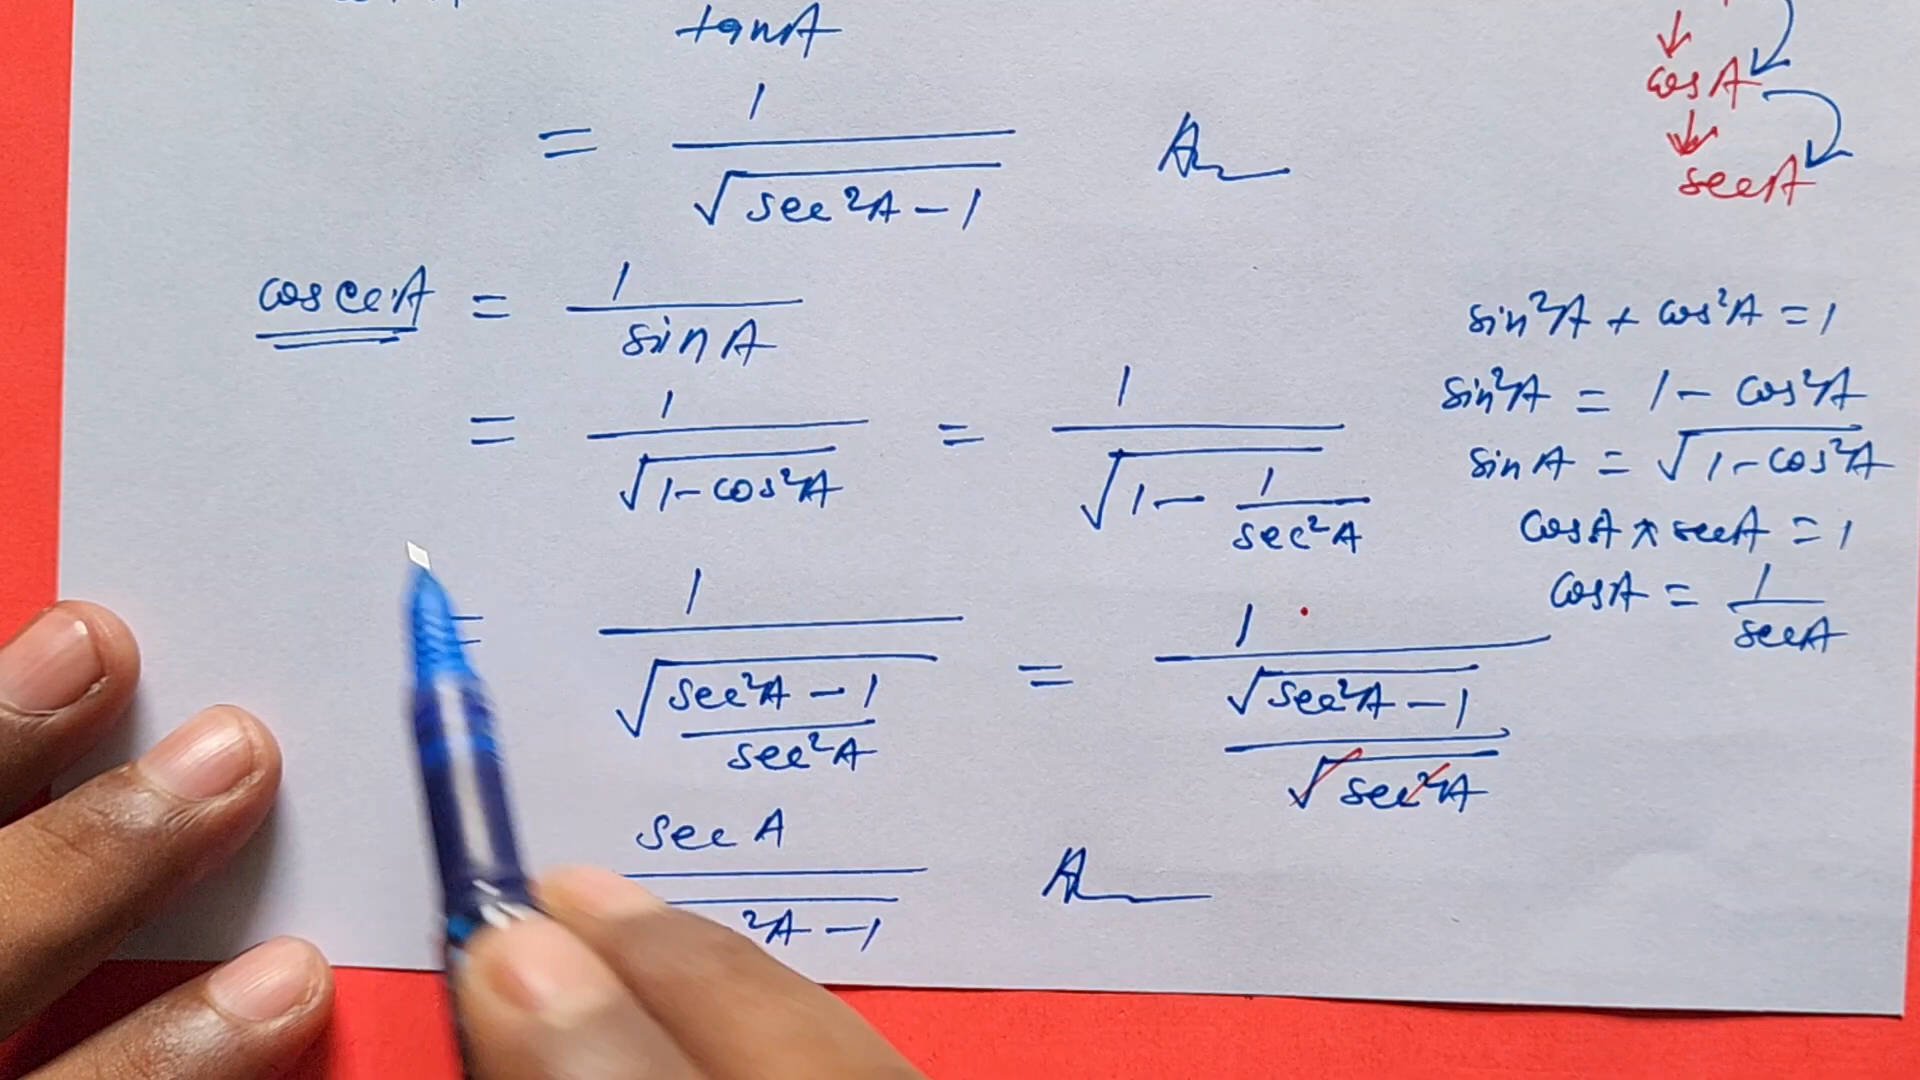 tanA
= 1 / √(sec²A - 1) An
cosA
secA
cosecA = 1 / sinA
= 1 / √(1-cos²A) = 1 / √(1 - 1/sec²A)
= 1 / √((sec²A - 1)/sec²A) = 1 / (√(sec²A - 1) / √(sec²A))
secA / ²A - 1 An
sin²A + cos²A = 1
sin²A = 1 - cos²A
sinA = √(1-cos²A)
cosA × secA = 1
cosA = 1 / secA